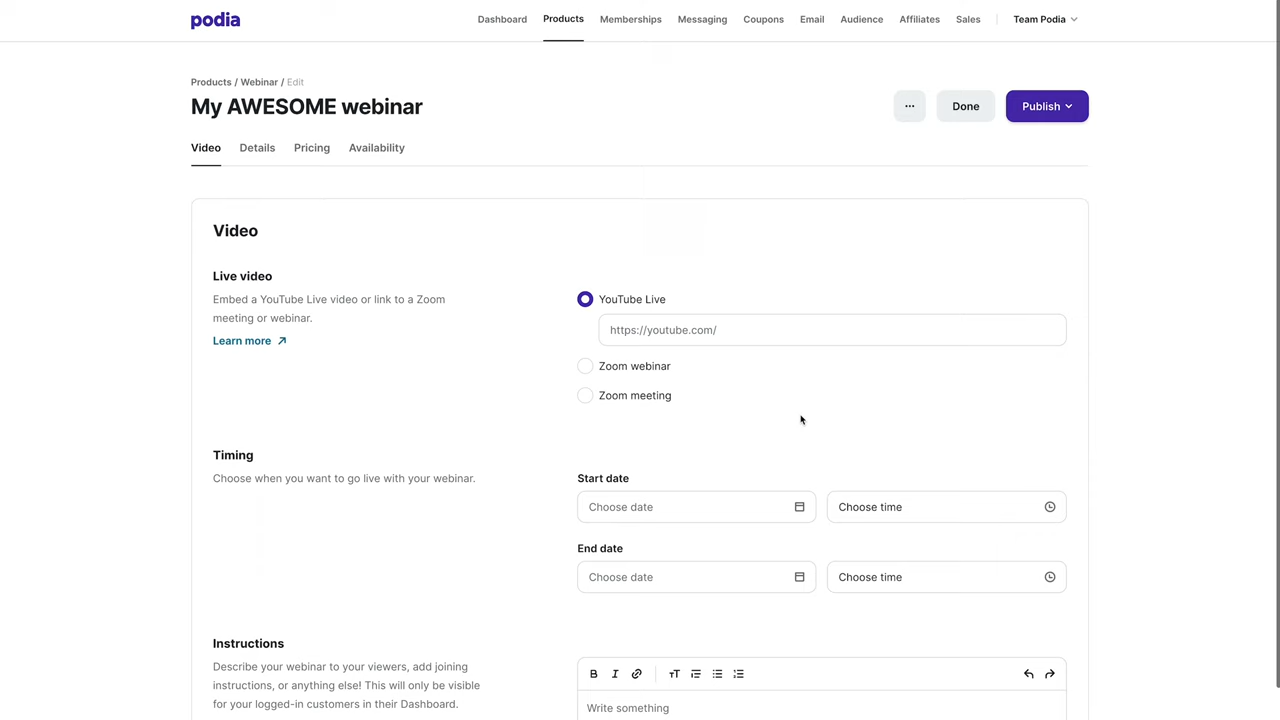 podia
Dashboard Products Memberships Messaging Coupons Email Audience Affiliates Sales Team Podia
Products / Webinar / Edit
My AWESOME webinar
... Done Publish
Video Details Pricing Availability
Video
Live video
Embed a YouTube Live video or link to a Zoom
meeting or webinar.
Learn more
YouTube Live
https://youtube.com/
Zoom webinar
Zoom meeting
Timing
Choose when you want to go live with your webinar.
Start date
Choose date Choose time
End date
Choose date Choose time
Instructions
Describe your webinar to your viewers, add joining
instructions, or anything else! This will only be visible
for your logged-in customers in their Dashboard.
B I TT
Write something